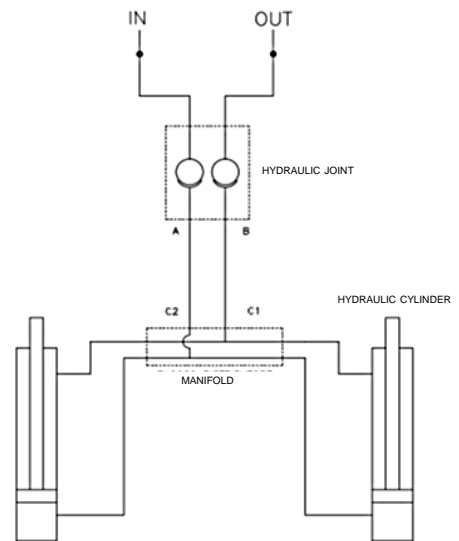 IN OUT
HYDRAULIC JOINT
A B
C2 C1
HYDRAULIC CYLINDER
MANIFOLD